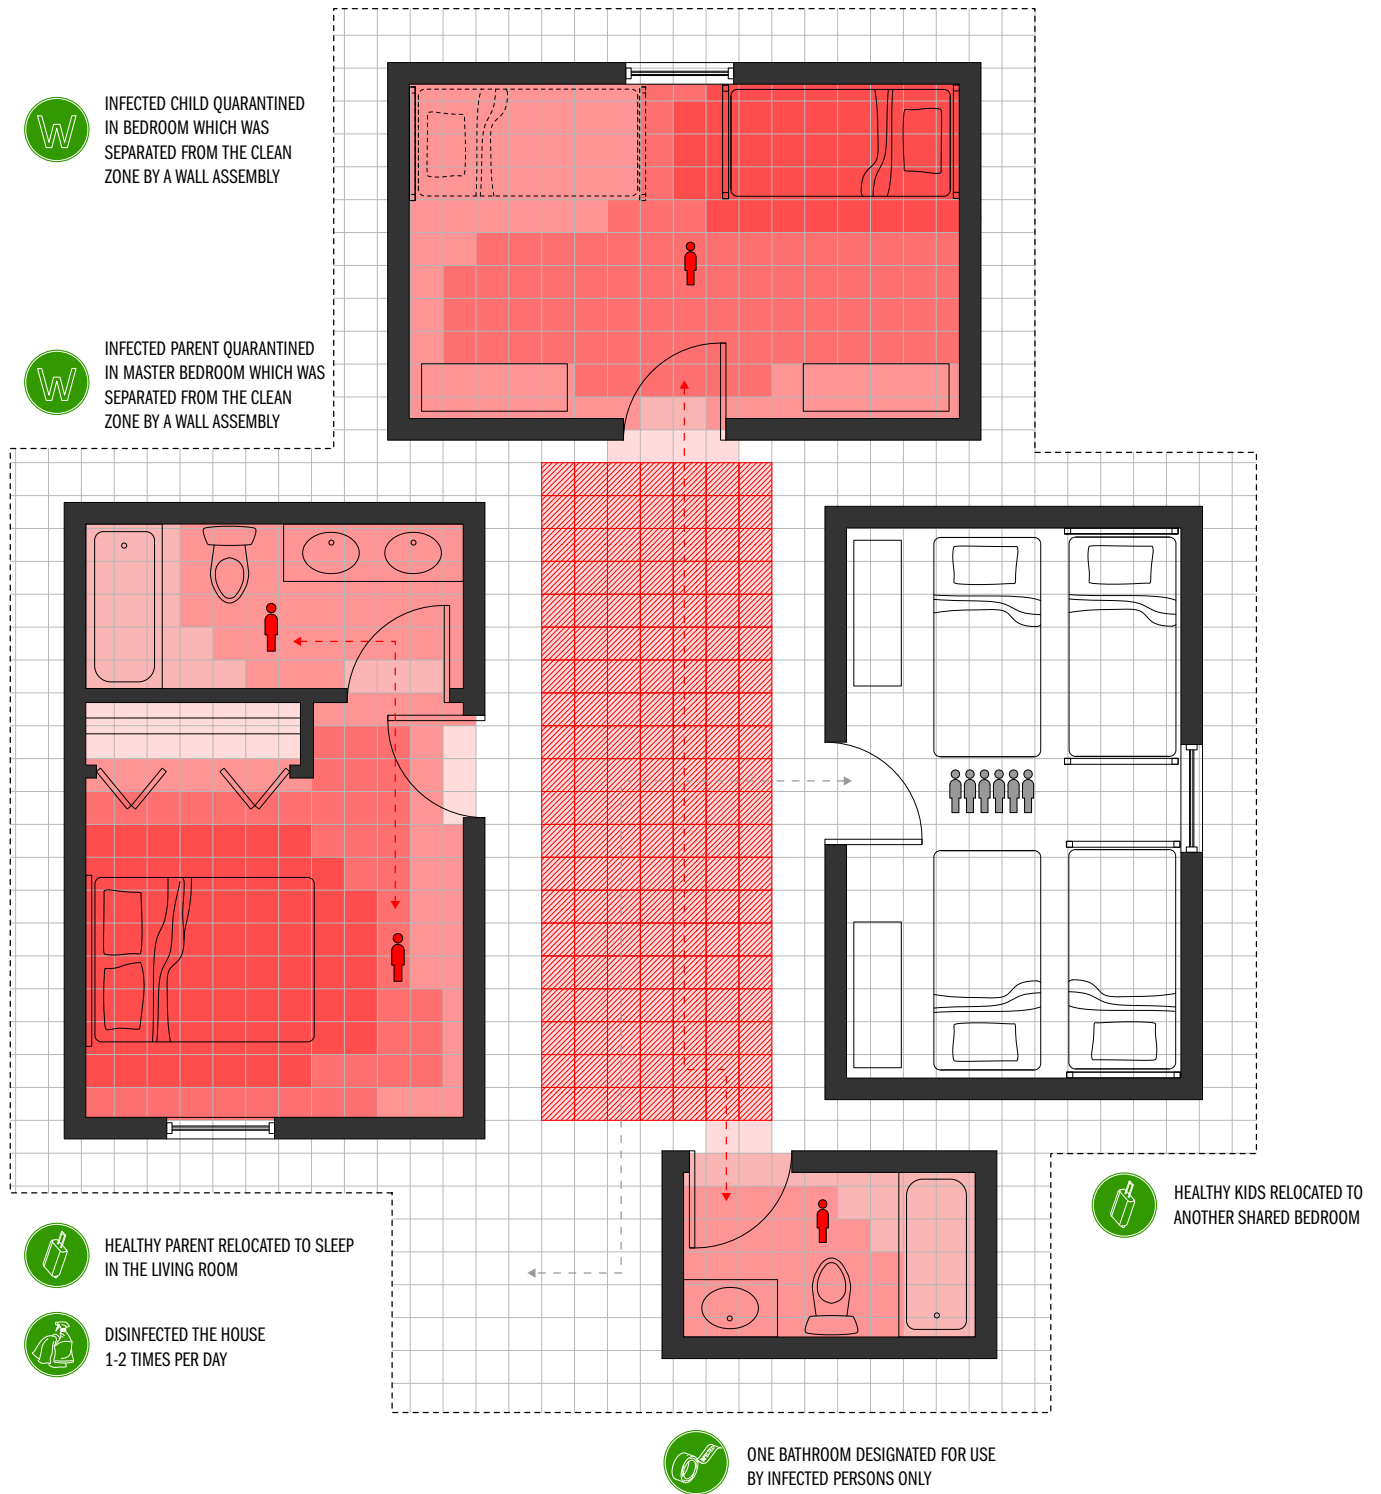 INFECTED CHILD QUARANTINED
IN BEDROOM WHICH WAS
SEPARATED FROM THE CLEAN
ZONE BY A WALL ASSEMBLY
INFECTED PARENT QUARANTINED
IN MASTER BEDROOM WHICH WAS
SEPARATED FROM THE CLEAN
ZONE BY A WALL ASSEMBLY
HEALTHY KIDS RELOCATED TO
ANOTHER SHARED BEDROOM
HEALTHY PARENT RELOCATED TO SLEEP
IN THE LIVING ROOM
DISINFECTED THE HOUSE
1-2 TIMES PER DAY
ONE BATHROOM DESIGNATED FOR USE
BY INFECTED PERSONS ONLY
W
W